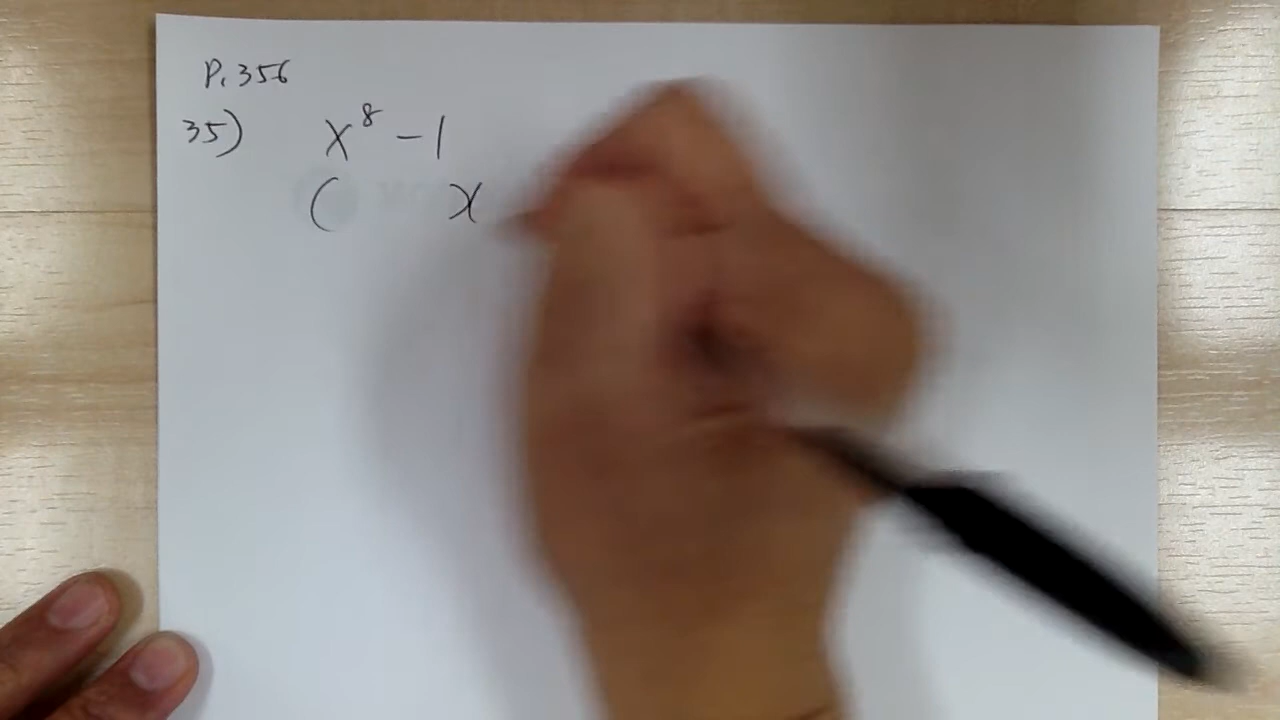 P. 356
35) x⁸ - 1
( x